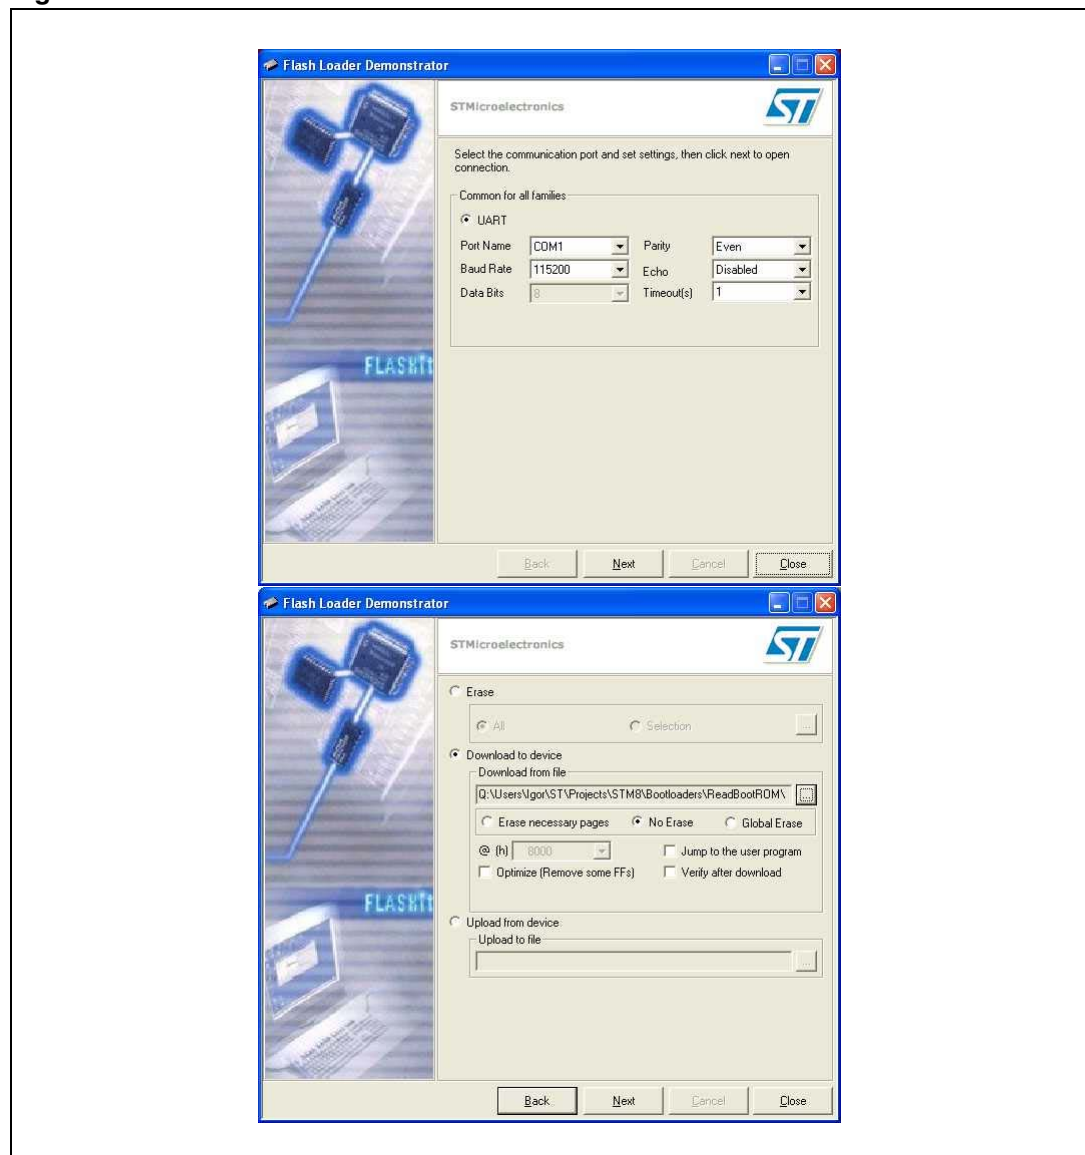 Flash Loader Demonstrator
STMicroelectronics
ST
Select the communication port and set settings, then click next to open
connection.
Common for all families
UART
Port Name COM1 Parity Even
Baud Rate 115200 Echo Disabled
Data Bits 8 Timeout(s) 1
FLASHit
Back Next Cancel Close
Flash Loader Demonstrator
STMicroelectronics
ST
Erase
All Selection ...
Download to device
Download from file
Q:\Users\Igor\ST\Projects\STM8\Bootloaders\ReadBootROM\ ...
Erase necessary pages No Erase Global Erase
@ (h) 8000 Jump to the user program
Optimize (Remove some FFs) Verify after download
FLASHit
Upload from device
Upload to file
...
Back Next Cancel Close